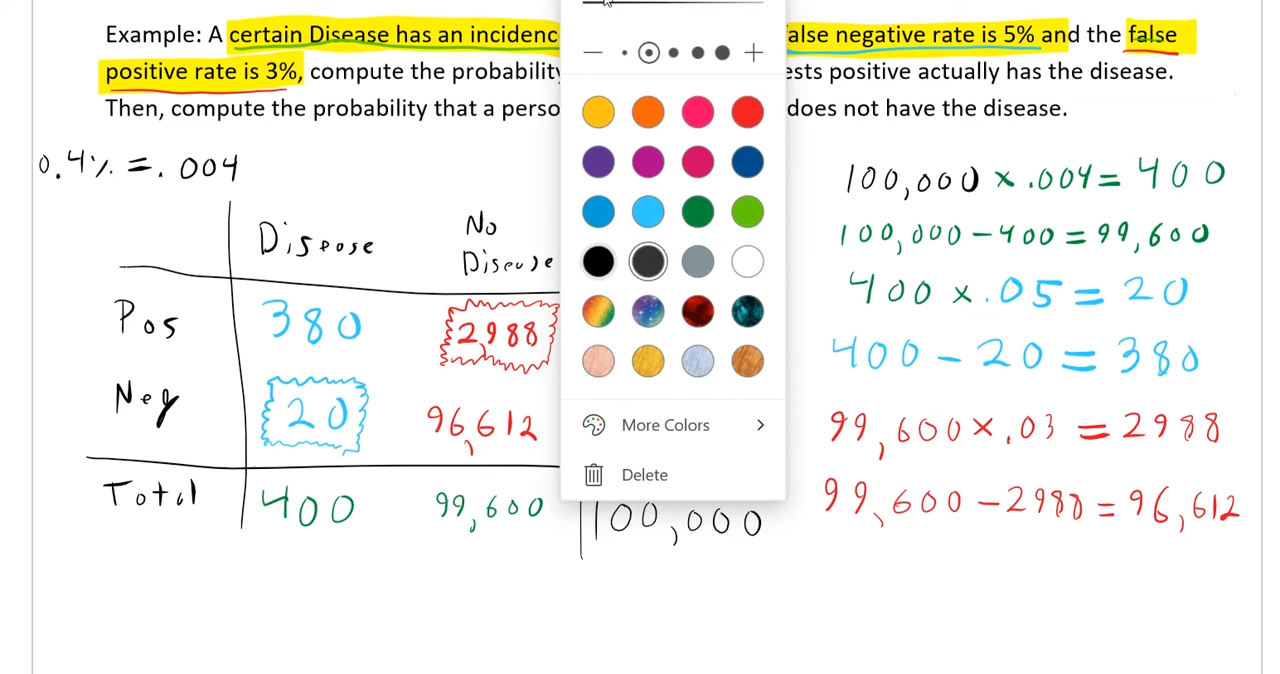 Example: A certain Disease has an incidenc alse negative rate is 5% and the false
positive rate is 3%, compute the probability ests positive actually has the disease.
Then, compute the probability that a perso does not have the disease.
0.4% = .004
Disease No Disease
Pos 380 2,988
Neg 20 96,612
Total 400 99,600 100,000
100,000 × .004 = 400
100,000 - 400 = 99,600
400 × .05 = 20
400 - 20 = 380
99,600 × .03 = 2988
99,600 - 2988 = 96,612
More Colors
Delete